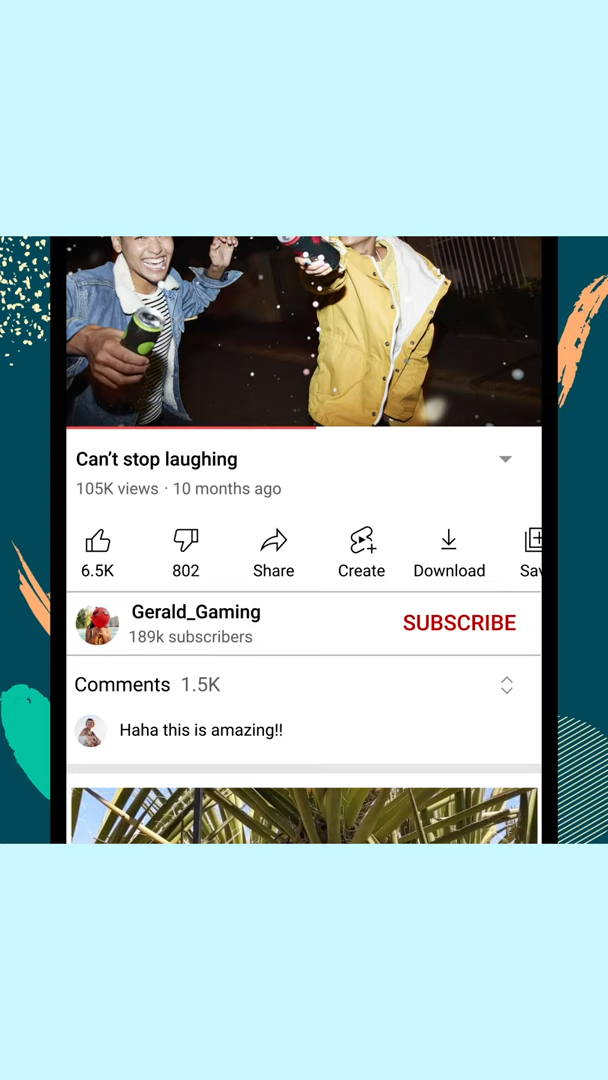 Can’t stop laughing
105K views · 10 months ago
6.5K 802 Share Create Download Sav
Gerald_Gaming
189k subscribers
SUBSCRIBE
Comments 1.5K
Haha this is amazing!!